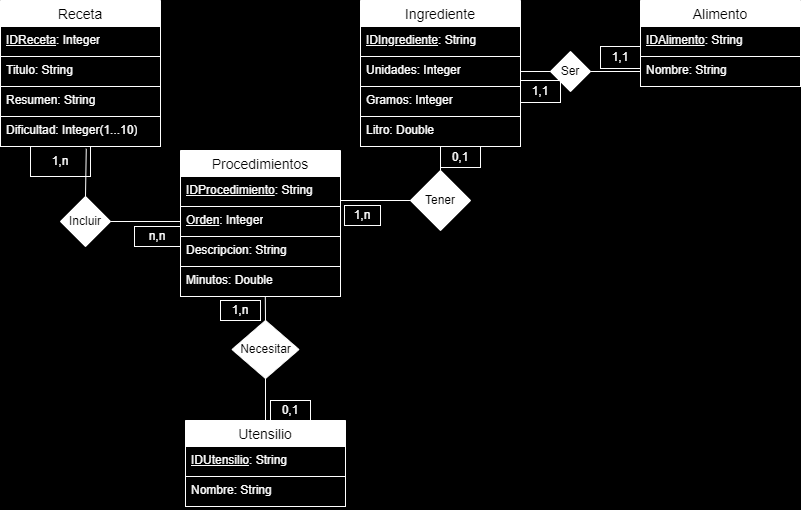 Receta
IDReceta: Integer
Titulo: String
Resumen: String
Dificultad: Integer(1...10)
1,n
Incluir
n,n
Ingrediente
IDIngrediente: String
Unidades: Integer
Gramos: Integer
Litro: Double
0,1
Tener
1,n
1,1
Ser
1,1
Alimento
IDAlimento: String
Nombre: String
Procedimientos
IDProcedimiento: String
Orden: Integer
Descripcion: String
Minutos: Double
1,n
Necesitar
0,1
Utensilio
IDUtensilio: String
Nombre: String